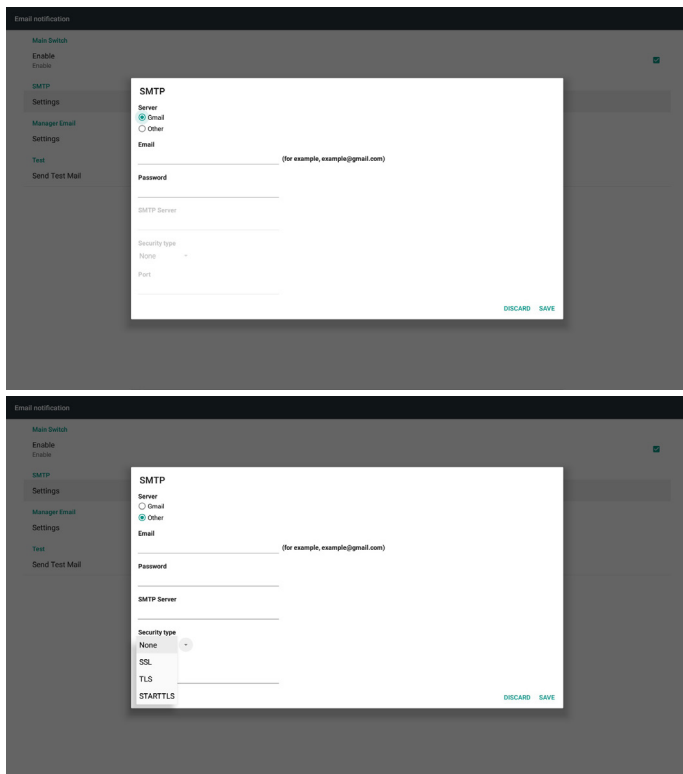 Email notification
Main Switch
Enable
Enable
SMTP
Settings
Manager Email
Settings
Test
Send Test Mail
SMTP
Server
Gmail
Other
Email
(for example, example@gmail.com)
Password
SMTP Server
Security type
None
Port
DISCARD SAVE
Email notification
Main Switch
Enable
Enable
SMTP
Settings
Manager Email
Settings
Test
Send Test Mail
SMTP
Server
Gmail
Other
Email
(for example, example@gmail.com)
Password
SMTP Server
Security type
None
SSL
TLS
STARTTLS
DISCARD SAVE